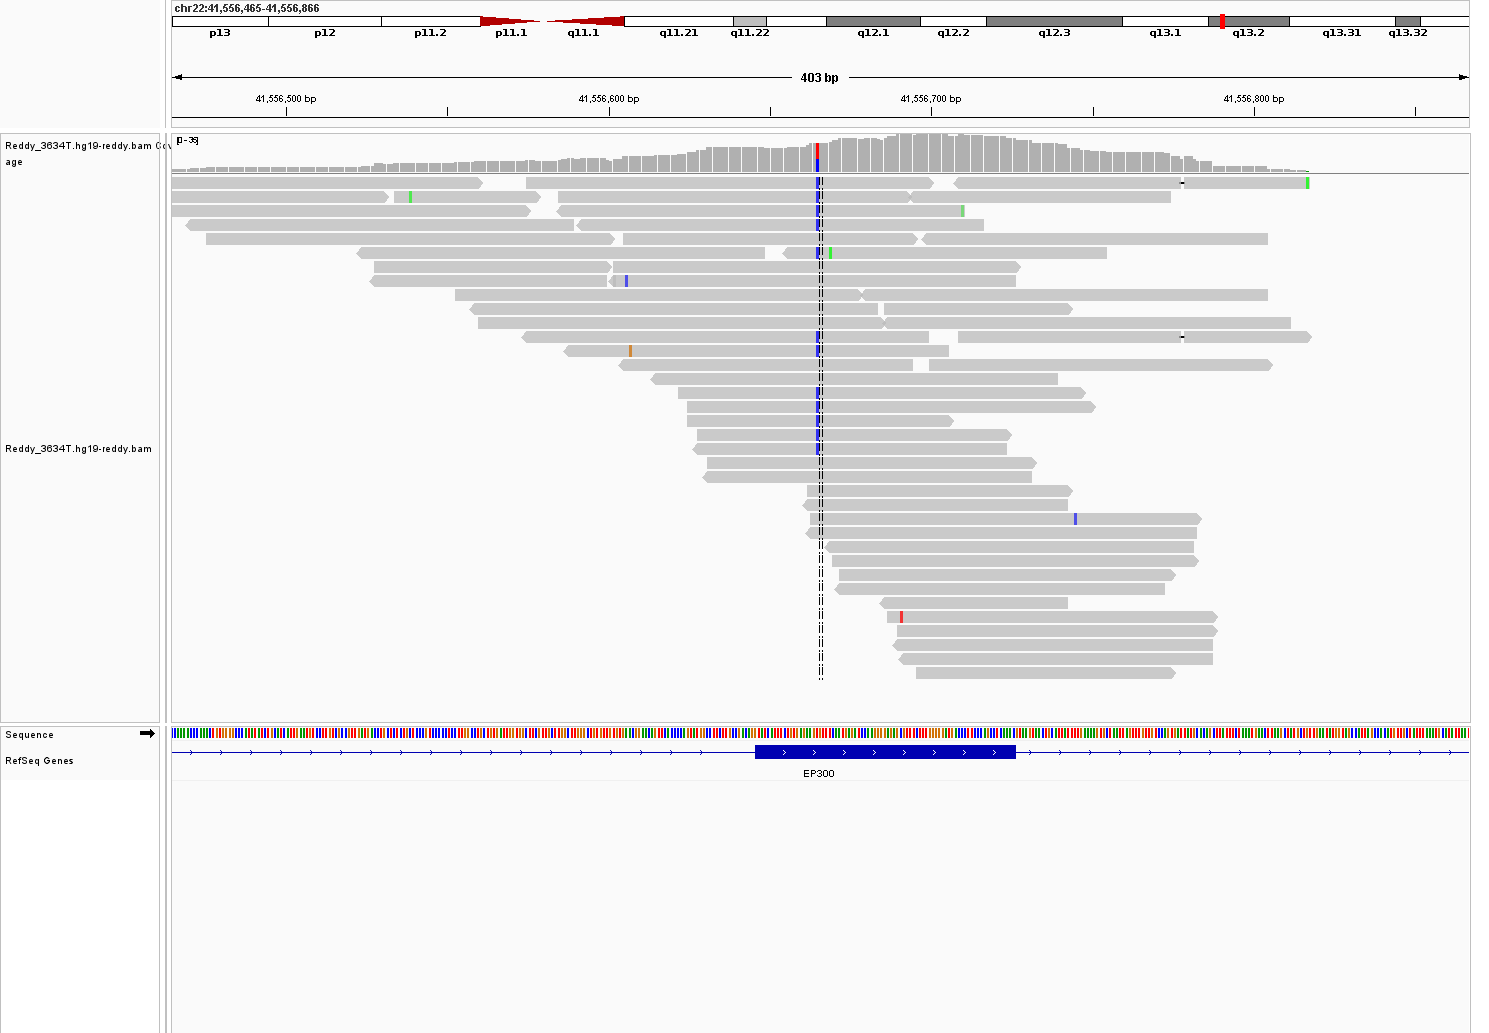 chr22:41,556,465-41,556,866
p13 p12 p11.2 p11.1 q11.1 q11.21 q11.22 q12.1 q12.2 q12.3 q13.1 q13.2 q13.31 q13.32
403 bp
41,556,500 bp 41,556,600 bp 41,556,700 bp 41,556,800 bp
[0-39]
Reddy_3634T.hg19-reddy.bam Cov
age
Reddy_3634T.hg19-reddy.bam
Sequence
RefSeq Genes
EP300